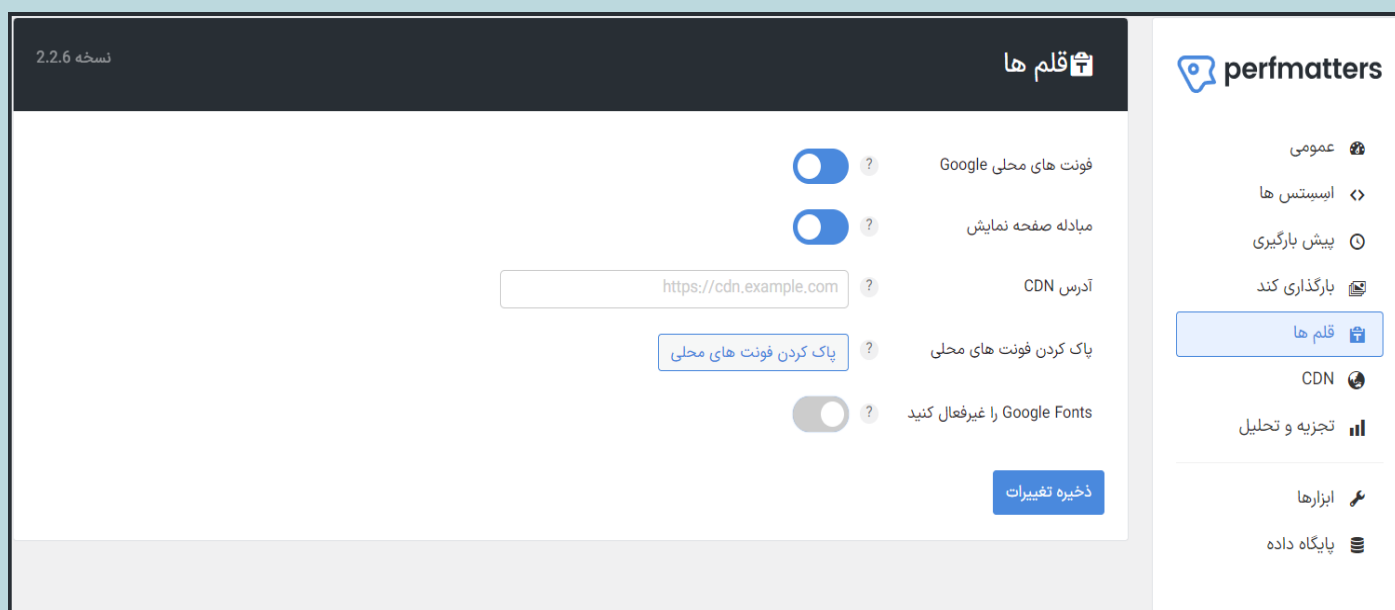 perfmatters
عمومی
اسِسِتس ها
پیش بارگیری
بارگذاری کند
قلم ها
CDN
تجزیه و تحلیل
ابزارها
پایگاه داده
قلم ها
نسخه 2.2.6
فونت های محلی Google ?
مبادله صفحه نمایش ?
آدرس CDN ? https://cdn.example.com
پاک کردن فونت های محلی ? پاک کردن فونت های محلی
Google Fonts را غیرفعال کنید ?
ذخیره تغییرات